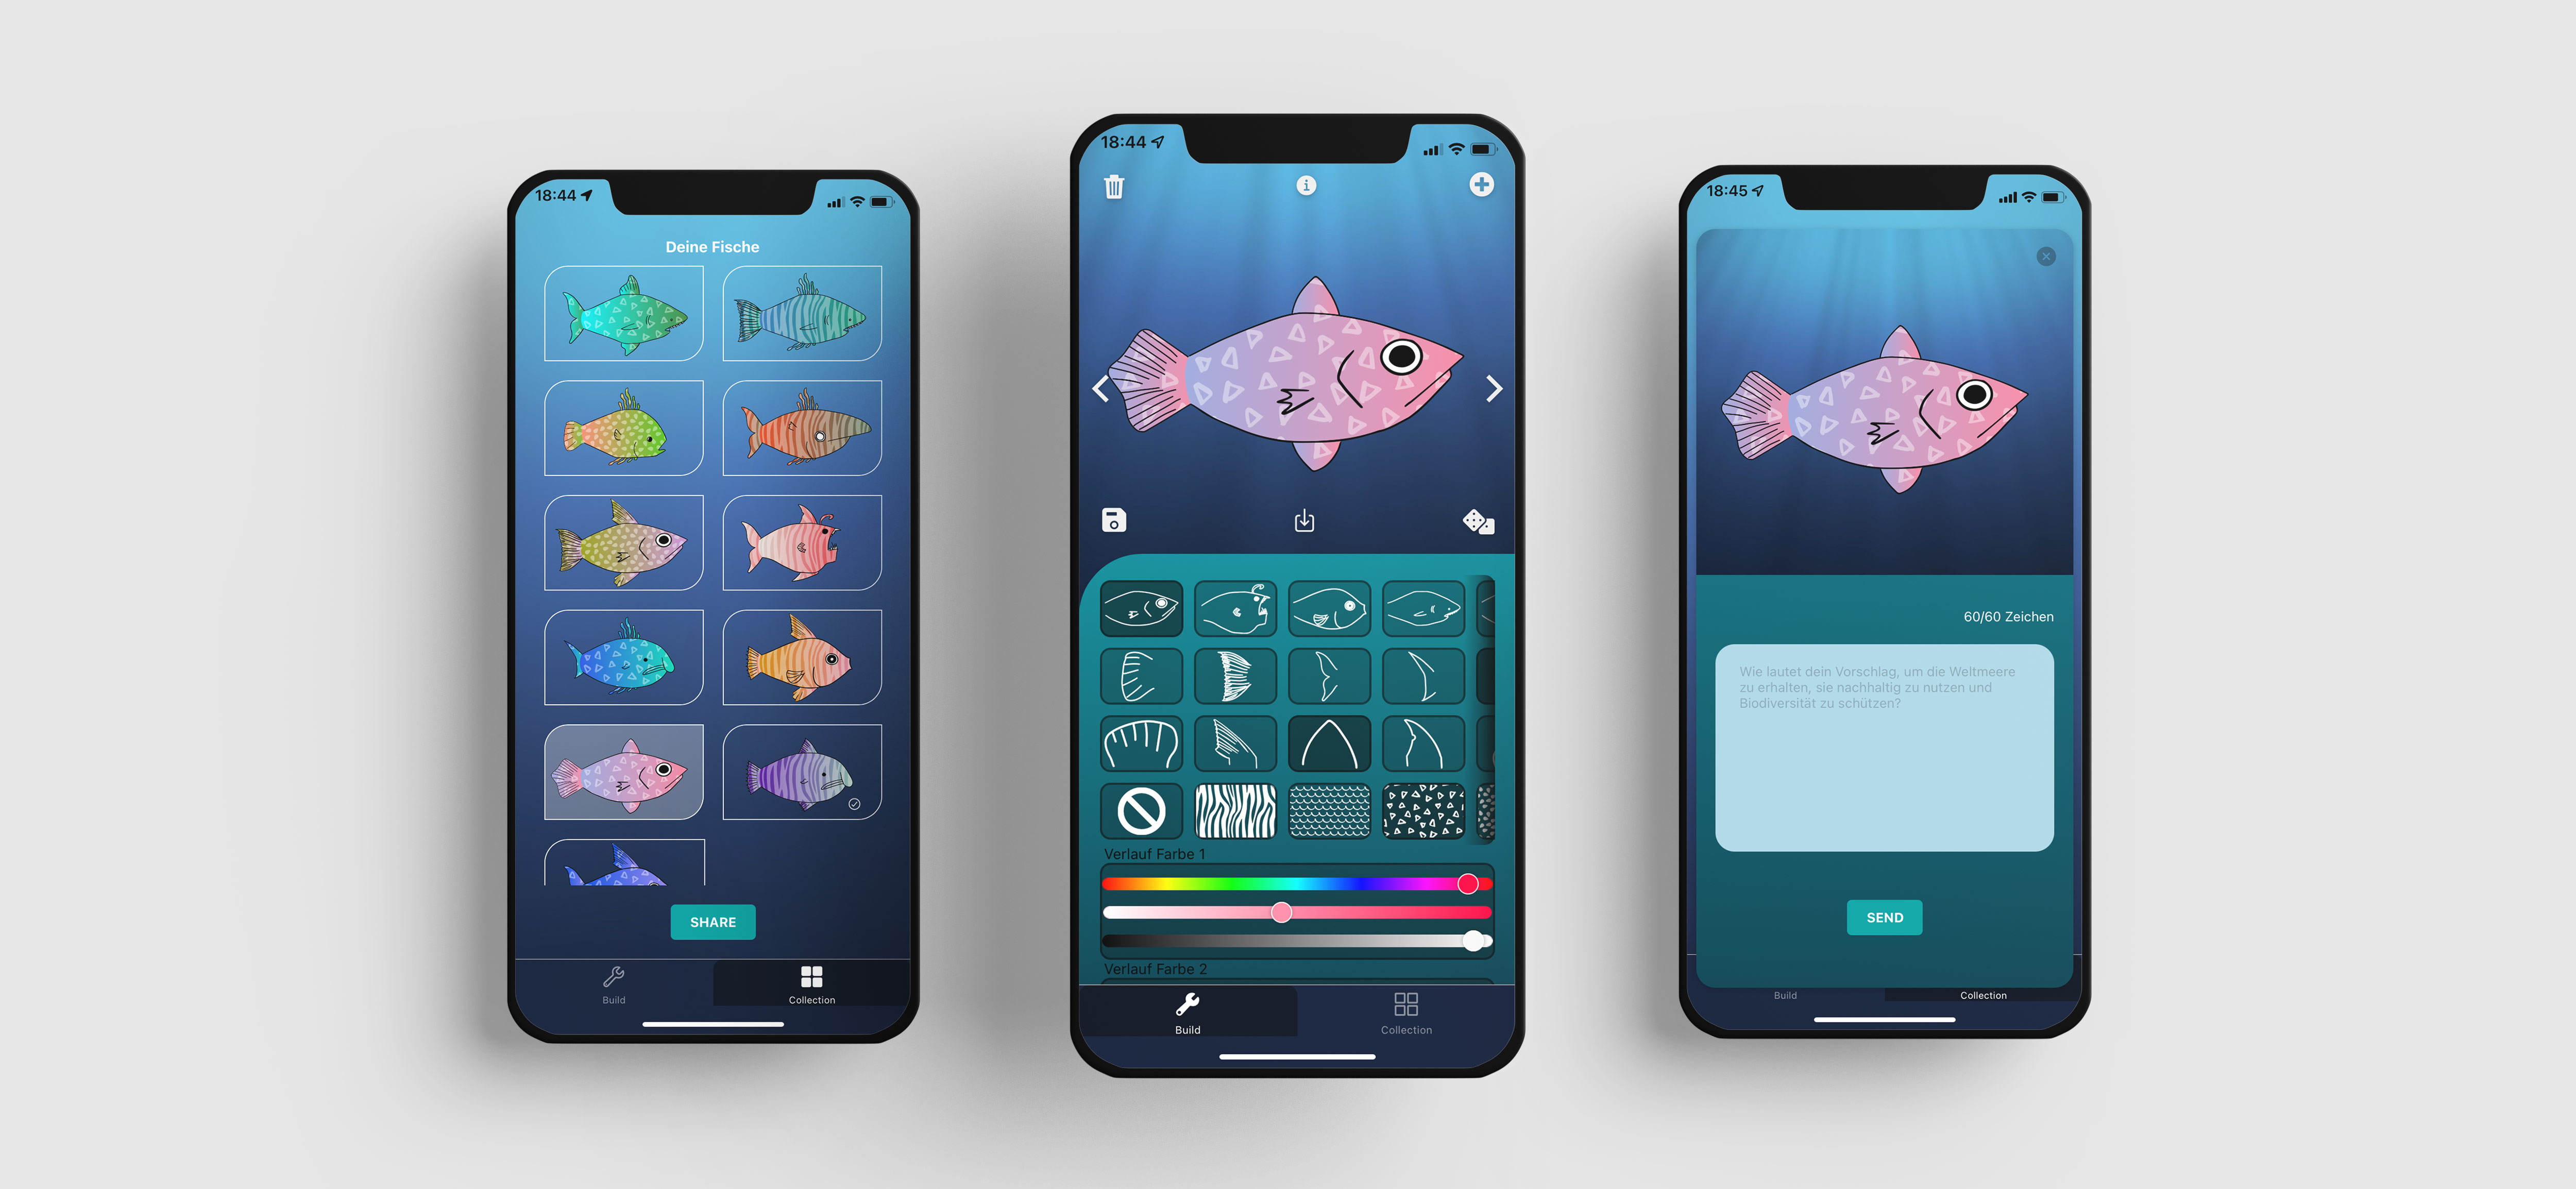 18:44
Deine Fische
SHARE
Build
Collection
18:44
Verlauf Farbe 1
Verlauf Farbe 2
Build
Collection
18:45
60/60 Zeichen
Wie lautet dein Vorschlag, um die Weltmeere
zu erhalten, sie nachhaltig zu nutzen und
Biodiversität zu schützen?
SEND
Build
Collection